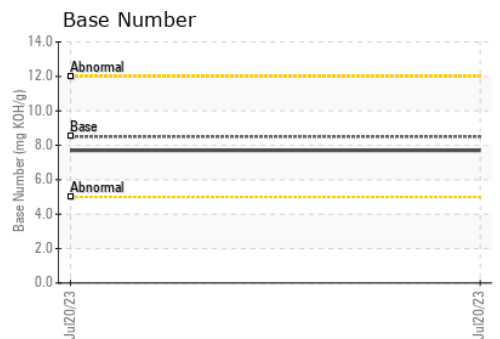 Base Number
Base Number (mg KOH/g)
14.0
12.0
10.0
8.0
6.0
4.0
2.0
0.0
Abnormal
Base
Abnormal
Jul20/23
Jul20/23